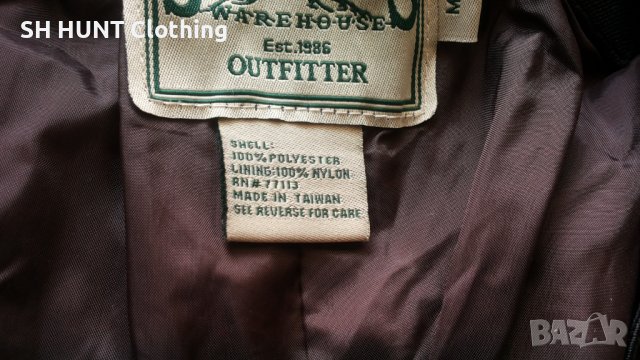 SH HUNT Clothing
WAREHOUSE
Est.1986
OUTFITTER
M
SHELL:
100% POLYESTER
LINING:100% NYLON
RN# 77113
MADE IN TAIWAN
SEE REVERSE FOR CARE
BAZAR